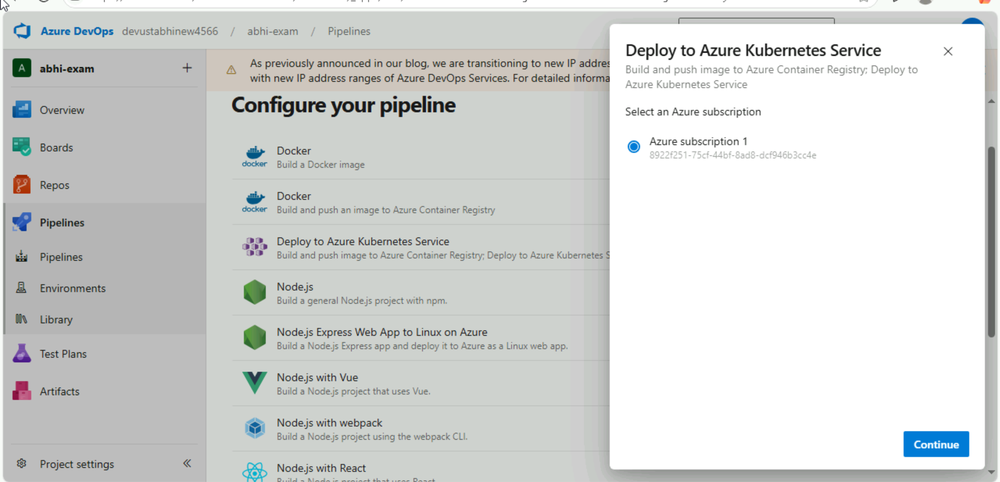 Azure DevOps devustabhinew4566 / abhi-exam / Pipelines
A abhi-exam
Overview
Boards
Repos
Pipelines
Pipelines
Environments
Library
Test Plans
Artifacts
Project settings
As previously announced in our blog, we are transitioning to new IP addres
with new IP address ranges of Azure DevOps Services. For detailed informa
Configure your pipeline
docker
Docker
Build a Docker image
docker
Docker
Build and push an image to Azure Container Registry
Deploy to Azure Kubernetes Service
Build and push image to Azure Container Registry; Deploy to Azure Kubernetes S
Node.js
Build a general Node.js project with npm.
Node.js Express Web App to Linux on Azure
Build a Node.js Express app and deploy it to Azure as a Linux web app.
Node.js with Vue
Build a Node.js project that uses Vue.
Node.js with webpack
Build a Node.js project using the webpack CLI.
Node.js with React
Build a Node.js project that uses React.
Deploy to Azure Kubernetes Service
Build and push image to Azure Container Registry; Deploy to
Azure Kubernetes Service
Select an Azure subscription
Azure subscription 1
8922f251-75cf-44bf-8ad8-dcf946b3cc4e
Continue